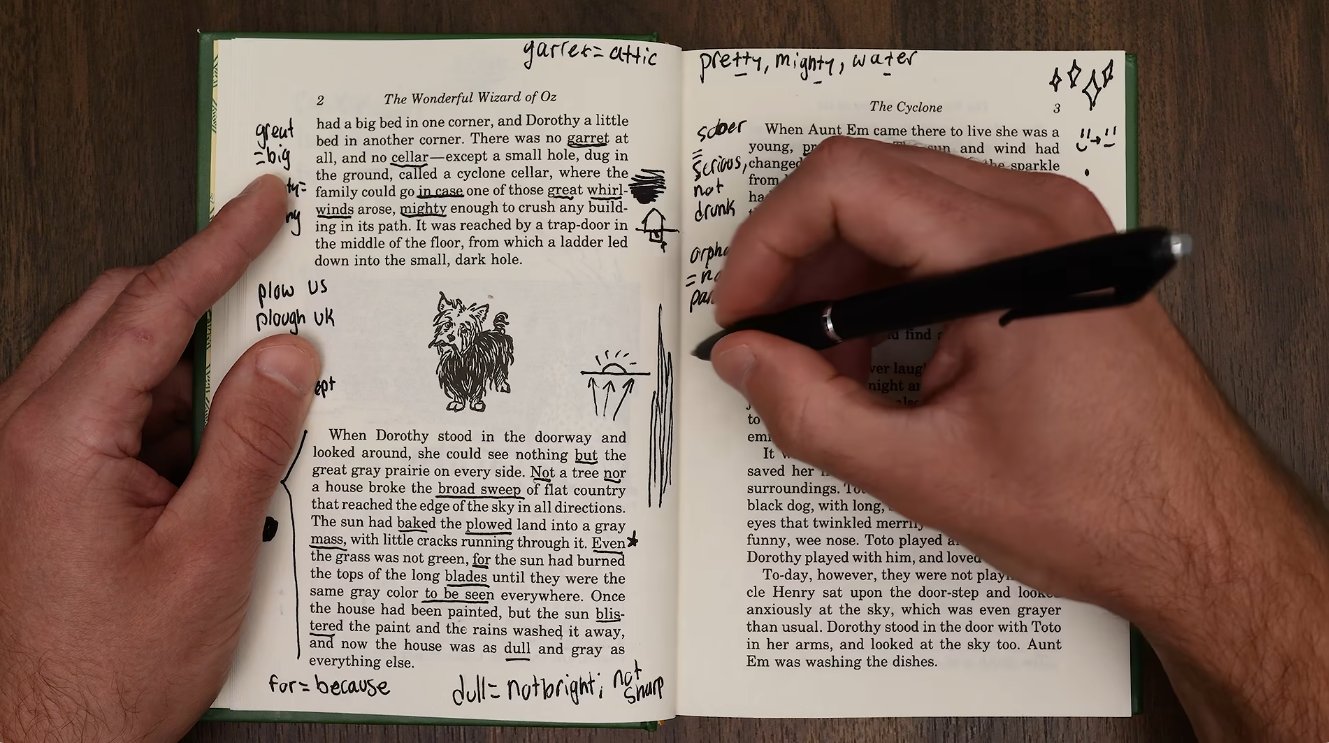 garret = attic
2 The Wonderful Wizard of Oz
great
=big
had a big bed in one corner, and Dorothy a little
bed in another corner. There was no garret at
all, and no cellar—except a small hole, dug in
the ground, called a cyclone cellar, where the
family could go in case one of those great whirl-
winds arose, mighty enough to crush any build-
ing in its path. It was reached by a trap-door in
the middle of the floor, from which a ladder led
down into the small, dark hole.
plow US
plough UK
When Dorothy stood in the doorway and
looked around, she could see nothing but the
great gray prairie on every side. Not a tree nor
a house broke the broad sweep of flat country
that reached the edge of the sky in all directions.
The sun had baked the plowed land into a gray
mass, with little cracks running through it. Even
the grass was not green, for the sun had burned
the tops of the long blades until they were the
same gray color to be seen everywhere. Once
the house had been painted, but the sun blis-
tered the paint and the rains washed it away,
and now the house was as dull and gray as
everything else.
for = because
dull = not bright; not
sharp
pretty, mighty, water
The Cyclone 3
sober
=
serious,
not
drunk
When Aunt Em came there to live she was a
young, sun and wind had
changed the sparkle
from
find
night
to
It
saved her
surroundings.
black dog, with long,
eyes that twinkled
funny, wee nose. Toto played
Dorothy played with him, and loved
To-day, however, they were not
cle Henry sat upon the door-step and looked
anxiously at the sky, which was even grayer
than usual. Dorothy stood in the door with Toto
in her arms, and looked at the sky too. Aunt
Em was washing the dishes.